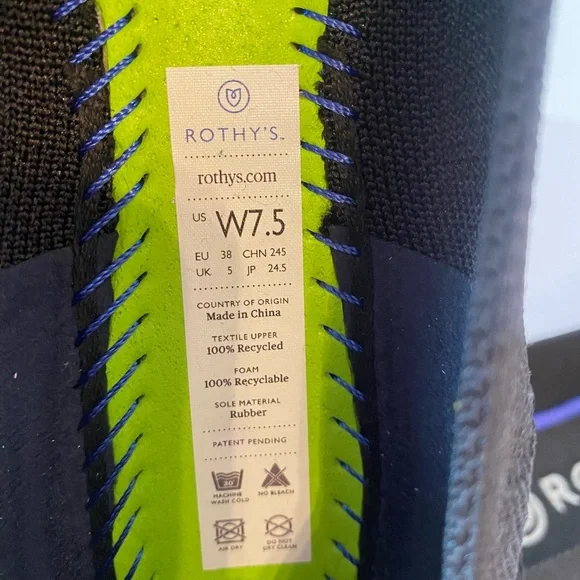 ROTHY'S™
rothys.com
US W7.5
EU 38 CHN 245
UK 5 JP 24.5
COUNTRY OF ORIGIN
Made in China
TEXTILE UPPER
100% Recycled
FOAM
100% Recyclable
SOLE MATERIAL
Rubber
PATENT PENDING
30°
MACHINE WASH COLD
NO BLEACH
AIR DRY
DO NOT DRY CLEAN
Ro